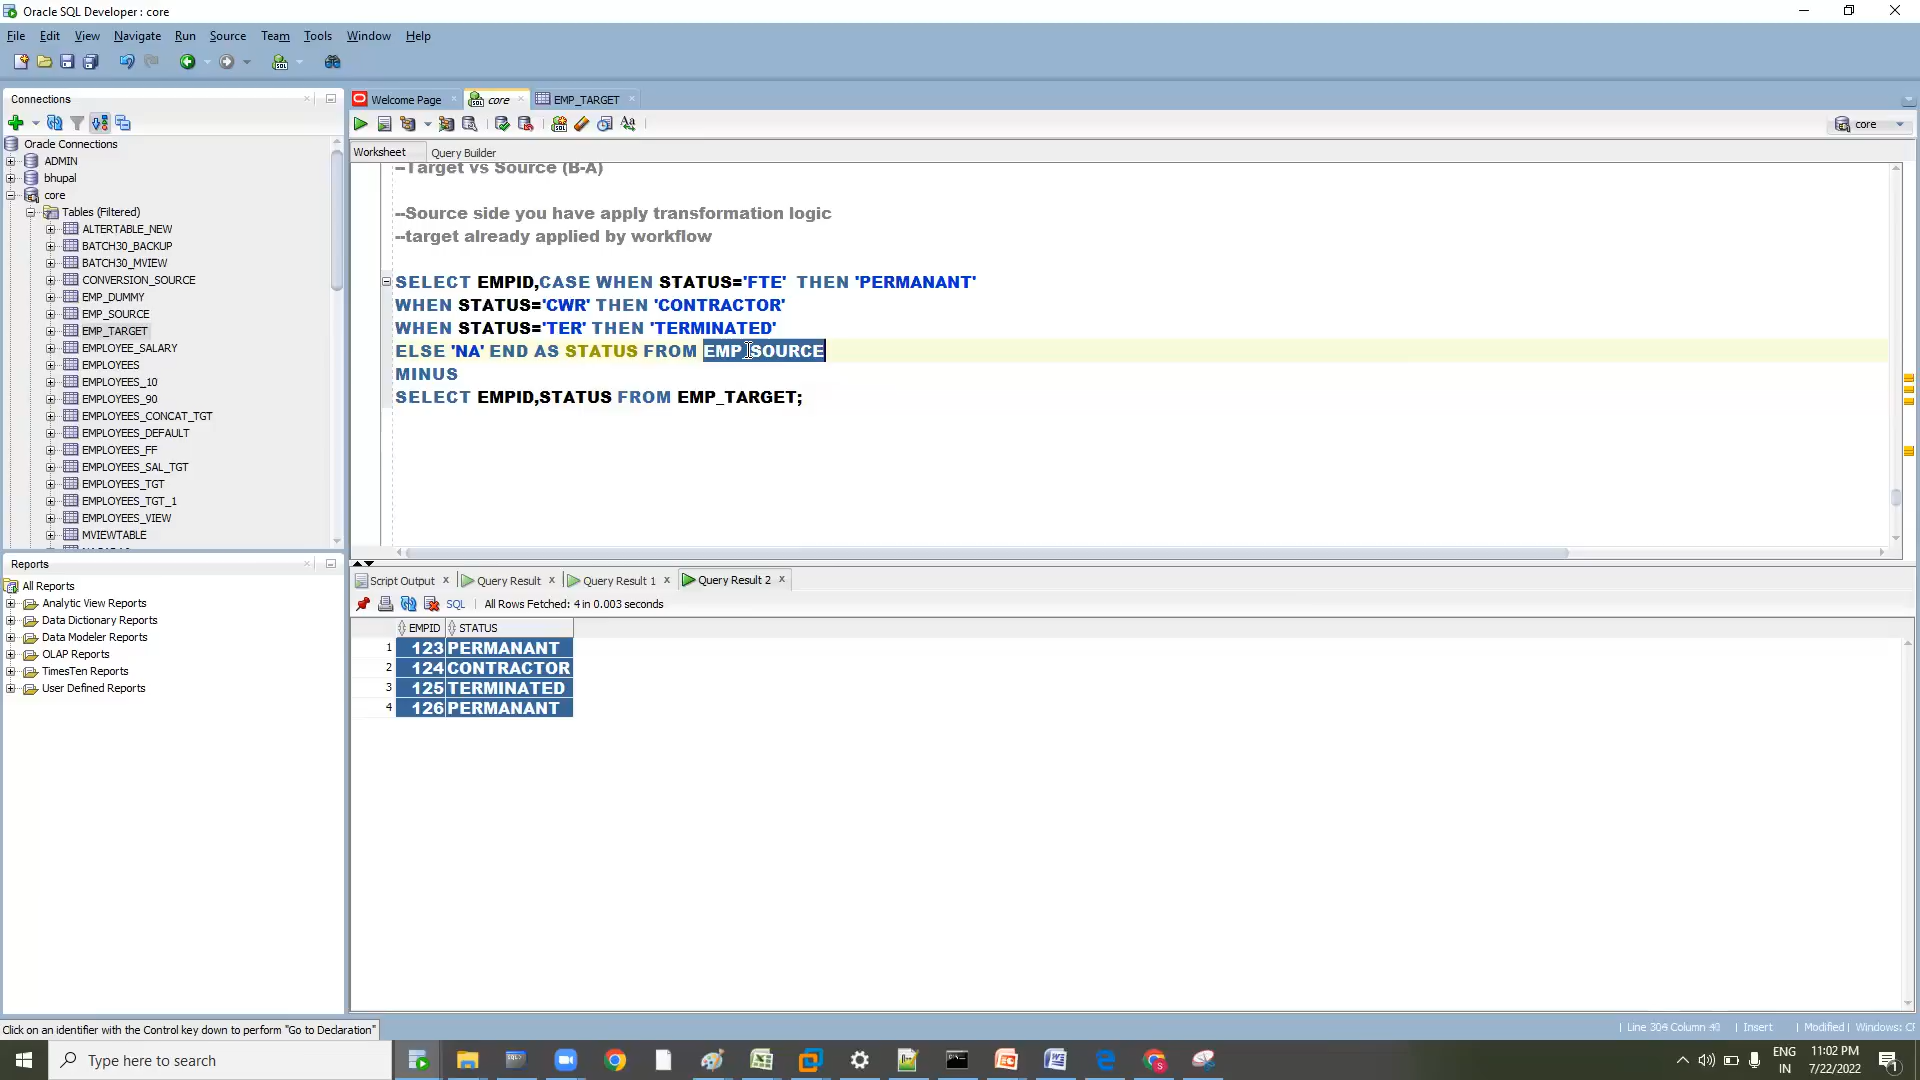 Oracle SQL Developer : core
File Edit View Navigate Run Source Team Tools Window Help
Connections
Oracle Connections
ADMIN
bhupal
core
Tables (Filtered)
ALTERTABLE_NEW
BATCH30_BACKUP
BATCH30_MVIEW
CONVERSION_SOURCE
EMP_DUMMY
EMP_SOURCE
EMP_TARGET
EMPLOYEE_SALARY
EMPLOYEES
EMPLOYEES_10
EMPLOYEES_90
EMPLOYEES_CONCAT_TGT
EMPLOYEES_DEFAULT
EMPLOYEES_FF
EMPLOYEES_SAL_TGT
EMPLOYEES_TGT
EMPLOYEES_TGT_1
EMPLOYEES_VIEW
MVIEWTABLE
Reports
All Reports
Analytic View Reports
Data Dictionary Reports
Data Modeler Reports
OLAP Reports
TimesTen Reports
User Defined Reports
Welcome Page core EMP_TARGET
core
Worksheet Query Builder
--Target vs Source (B-A)
--Source side you have apply transformation logic
--target already applied by workflow
SELECT EMPID,CASE WHEN STATUS='FTE'  THEN 'PERMANANT'
WHEN STATUS='CWR' THEN 'CONTRACTOR'
WHEN STATUS='TER' THEN 'TERMINATED'
ELSE 'NA' END AS STATUS FROM EMP_SOURCE
MINUS
SELECT EMPID,STATUS FROM EMP_TARGET;
Script Output Query Result Query Result 1 Query Result 2
SQL All Rows Fetched: 4 in 0.003 seconds
EMPID STATUS
1 123 PERMANANT
2 124 CONTRACTOR
3 125 TERMINATED
4 126 PERMANANT
Click on an identifier with the Control key down to perform "Go to Declaration"
Line 304 Column 40 Insert Modified Windows: CF
Type here to search
ENG
IN
11:02 PM
7/22/2022
1